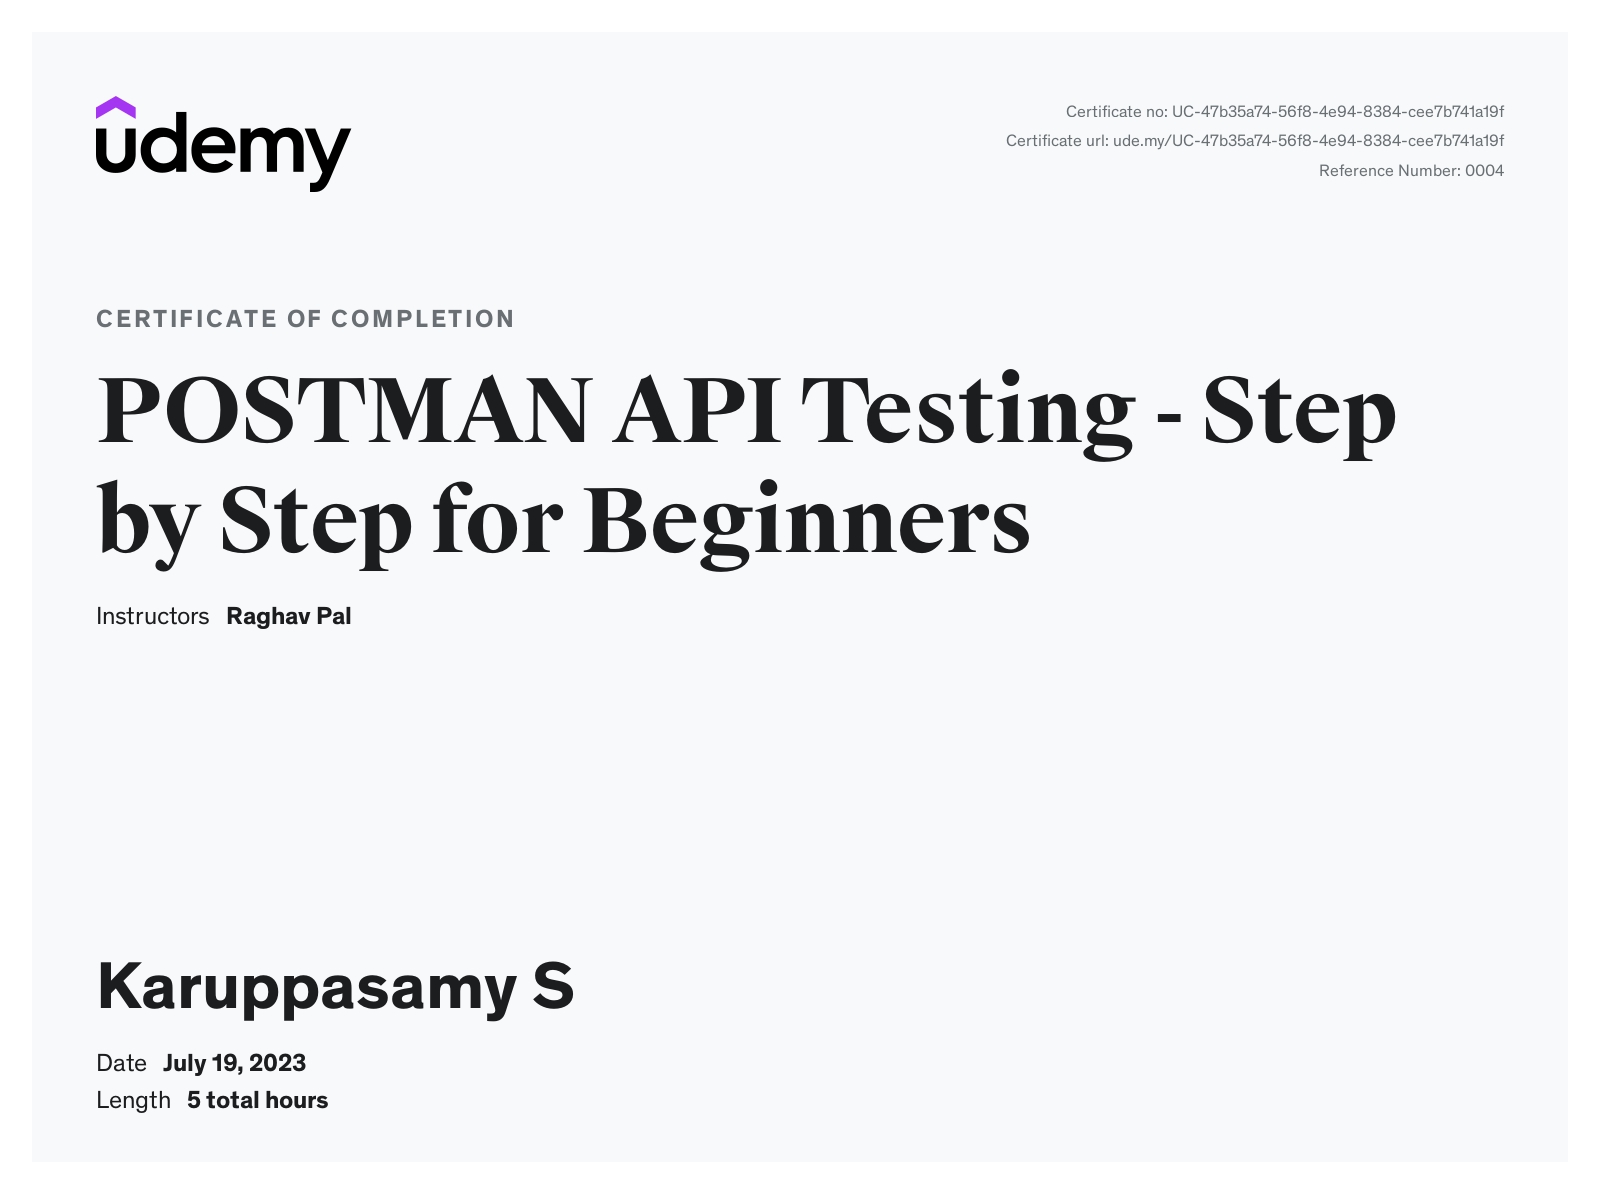 udemy
Certificate no: UC-47b35a74-56f8-4e94-8384-cee7b741a19f
Certificate url: ude.my/UC-47b35a74-56f8-4e94-8384-cee7b741a19f
Reference Number: 0004
CERTIFICATE OF COMPLETION
POSTMAN API Testing - Step
by Step for Beginners
Instructors Raghav Pal
Karuppasamy S
Date July 19, 2023
Length 5 total hours